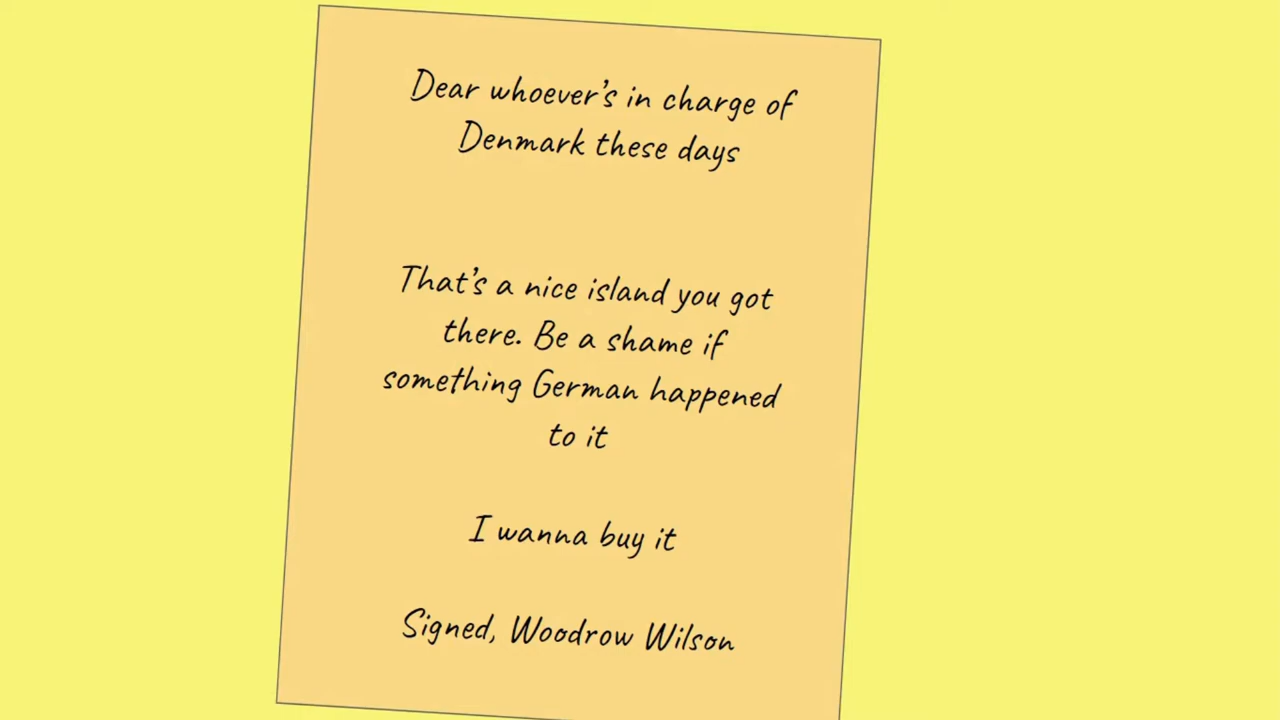 Dear whoever's in charge of
Denmark these days
That's a nice island you got
there. Be a shame if
something German happened
to it
I wanna buy it
Signed, Woodrow Wilson